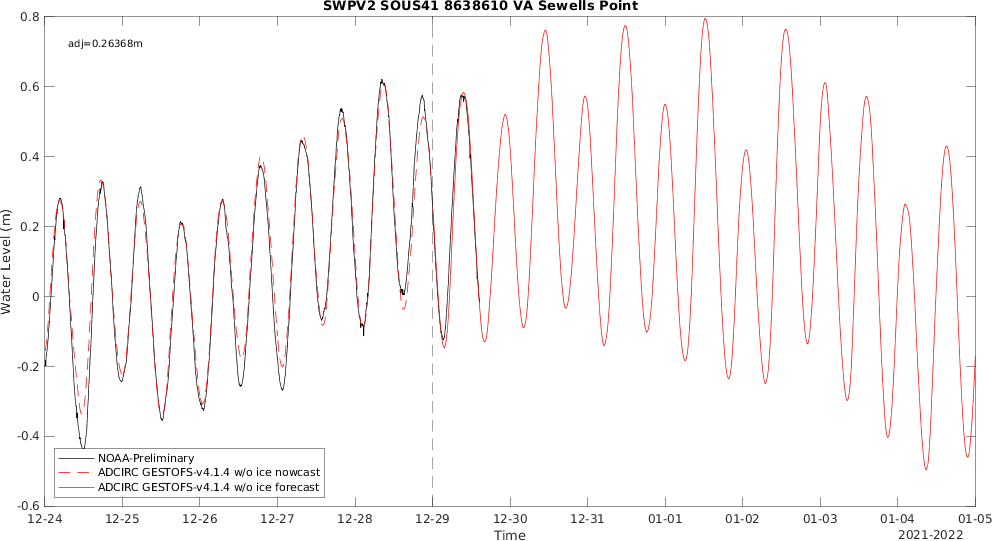 SWPV2 SOUS41 8638610 VA Sewells Point
adj=0.26368m
Water Level (m)
0.8
0.6
0.4
0.2
0
-0.2
-0.4
-0.6
NOAA-Preliminary
ADCIRC GESTOFS-v4.1.4 w/o ice nowcast
ADCIRC GESTOFS-v4.1.4 w/o ice forecast
12-24 12-25 12-26 12-27 12-28 12-29 12-30 12-31 01-01 01-02 01-03 01-04 01-05
Time
2021-2022